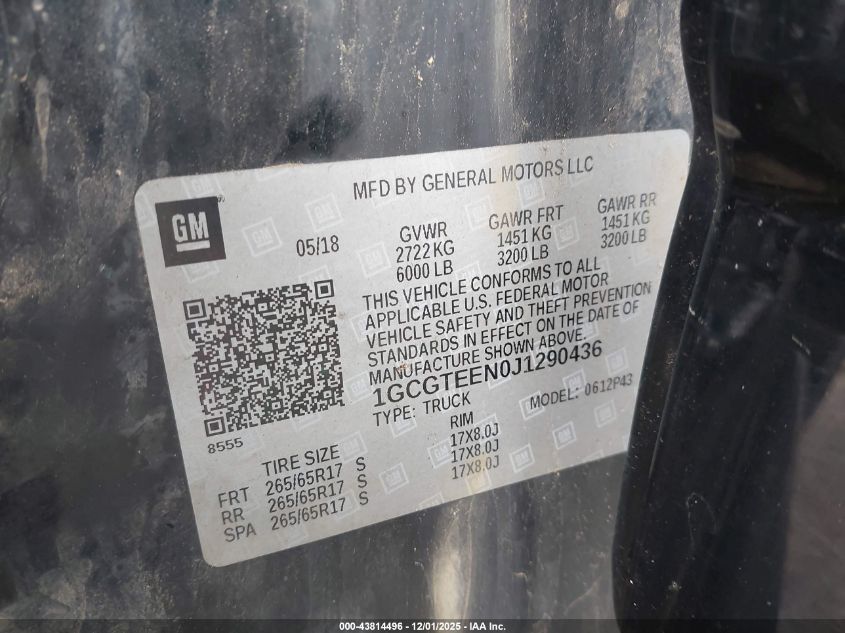 MFD BY GENERAL MOTORS LLC
GM
05/18
GVWR
2722 KG
6000 LB
GAWR FRT
1451 KG
3200 LB
GAWR RR
1451 KG
3200 LB
THIS VEHICLE CONFORMS TO ALL
APPLICABLE U.S. FEDERAL MOTOR
VEHICLE SAFETY AND THEFT PREVENTION
STANDARDS IN EFFECT ON THE DATE OF
MANUFACTURE SHOWN ABOVE.
1GCGTEEN0J1290436
TYPE: TRUCK
MODEL: 0612P43
8555
TIRE SIZE
RIM
FRT 265/65R17 S 17X8.0J
RR 265/65R17 S 17X8.0J
SPA 265/65R17 S 17X8.0J
000-43814496 - 12/01/2025 - IAA Inc.